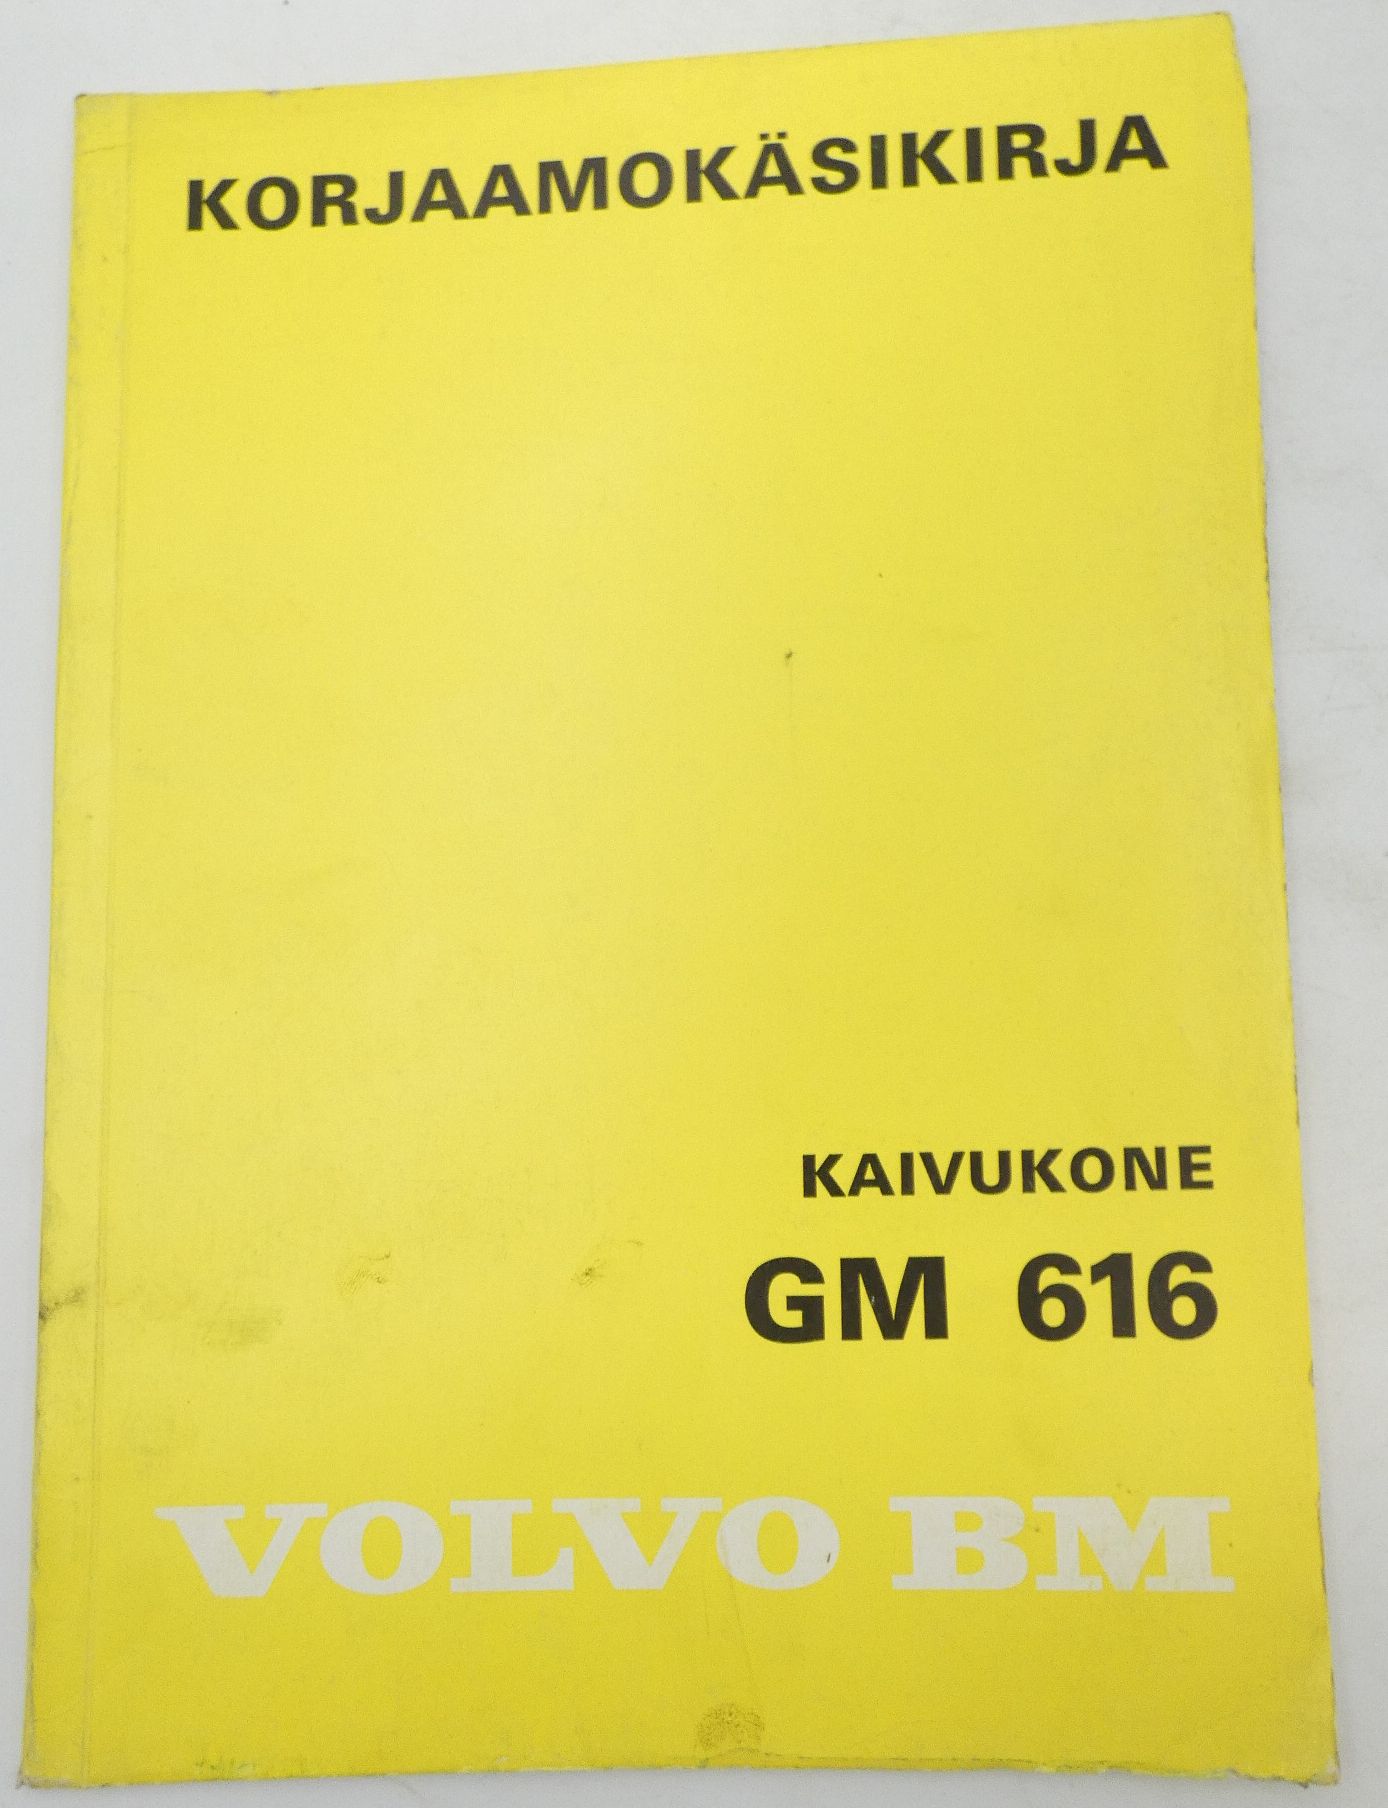 KORJAAMOKÄSIKIRJA
KAIVUKONE
GM 616
VOLVO BM